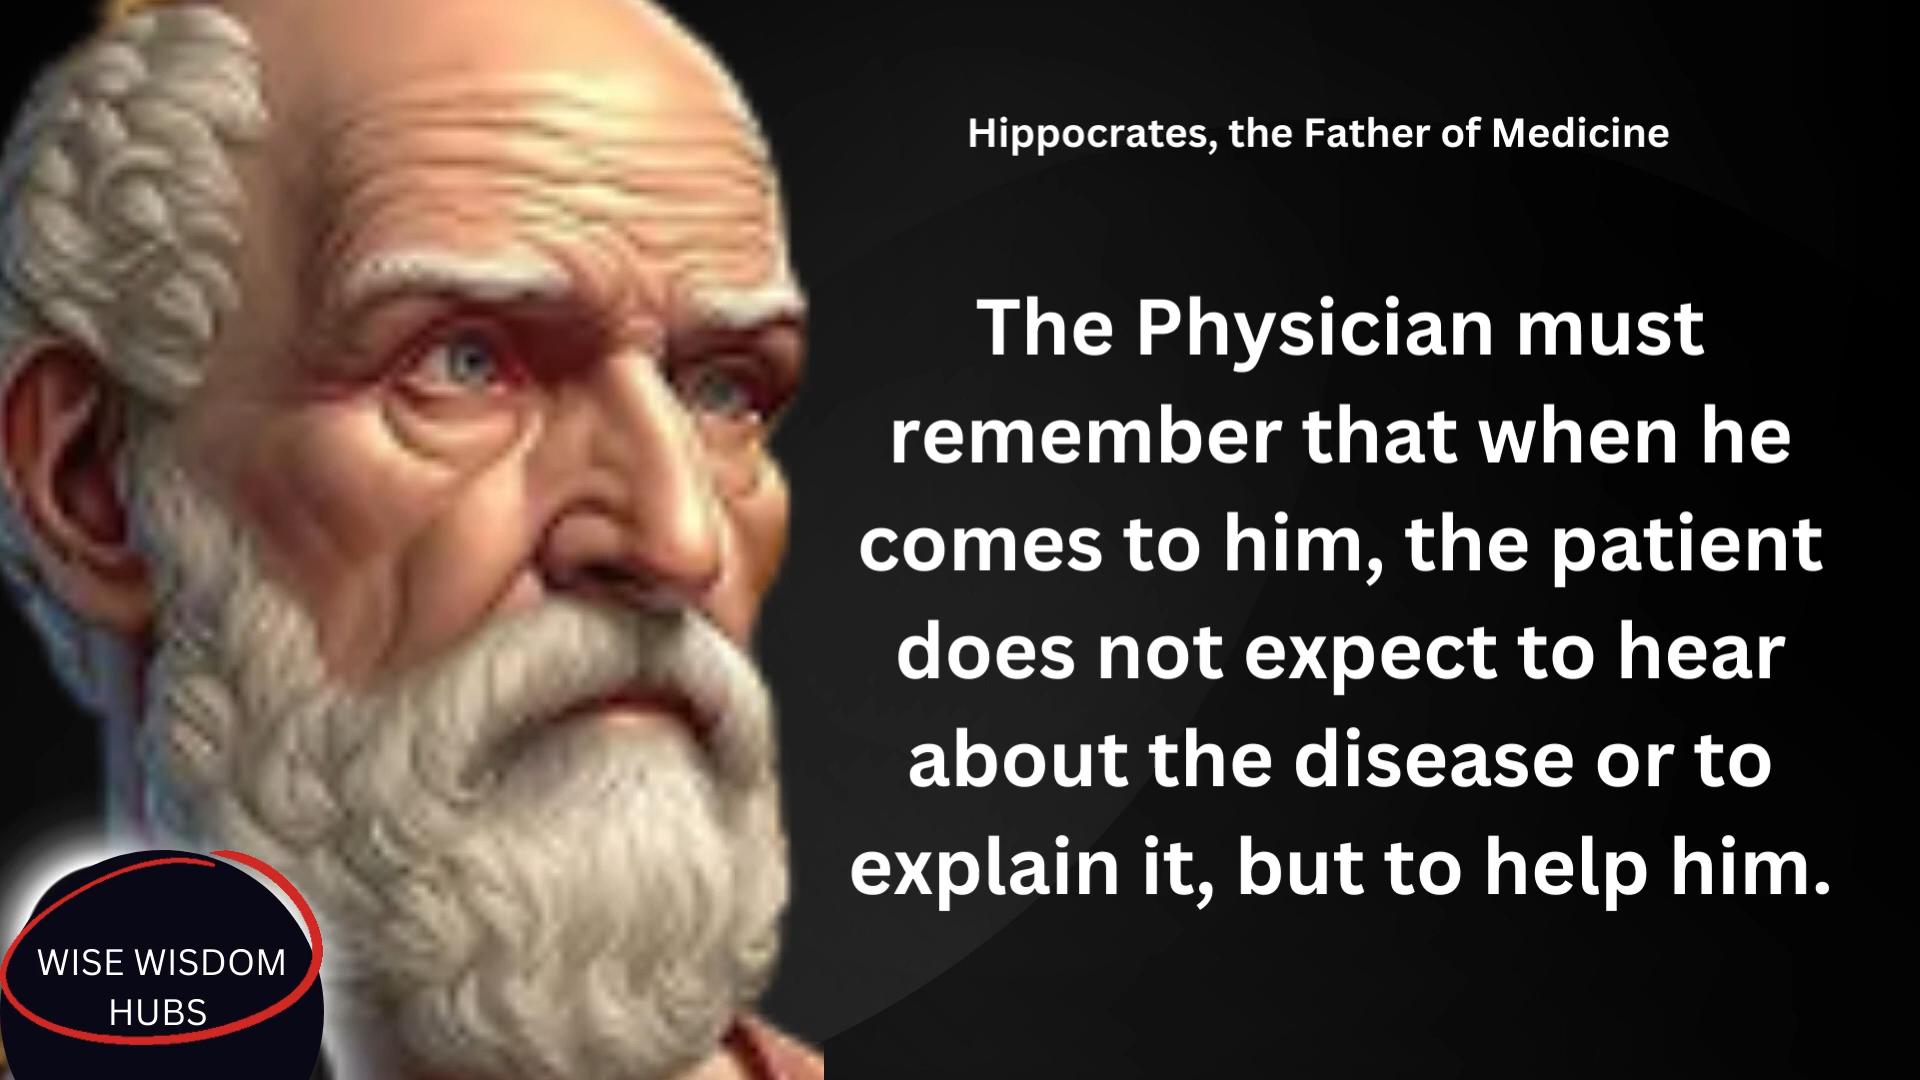 Hippocrates, the Father of Medicine
The Physician must
remember that when he
comes to him, the patient
does not expect to hear
about the disease or to
explain it, but to help him.
WISE WISDOM
HUBS